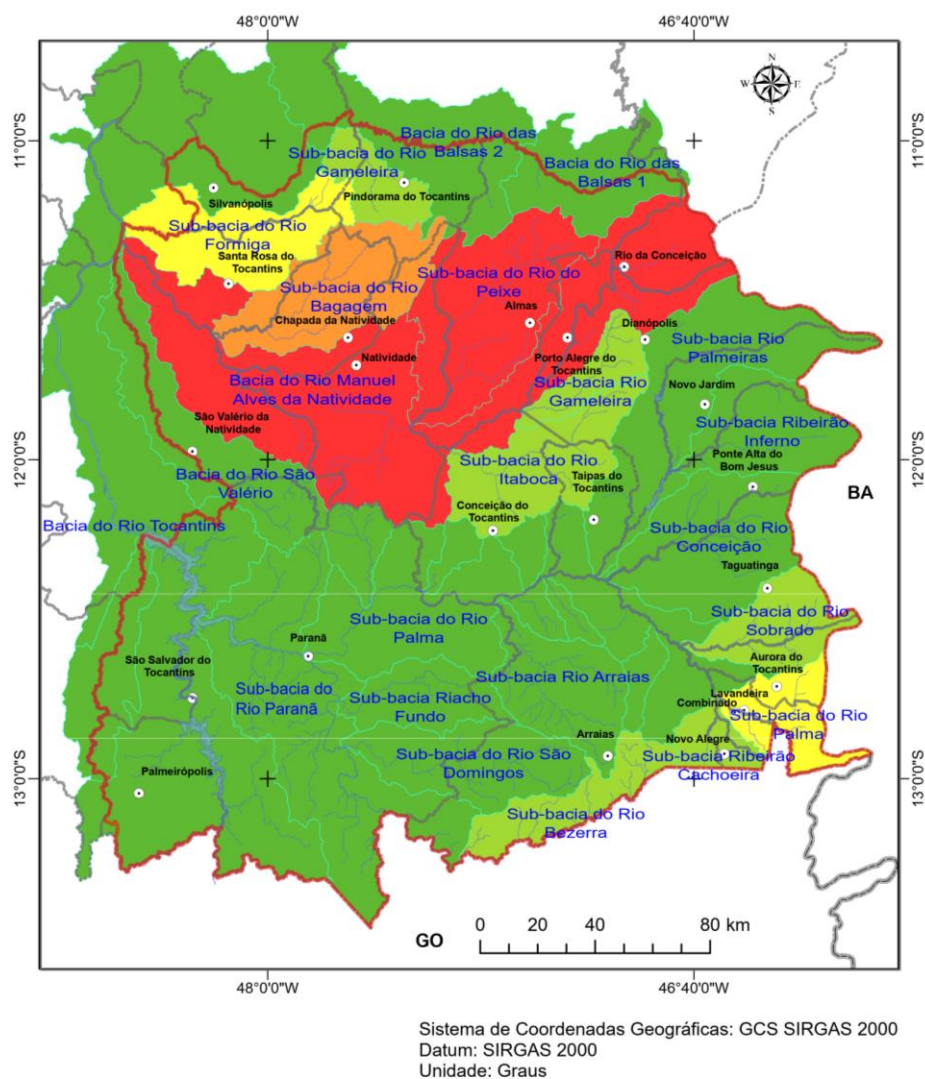 48°0'0"W
46°40'0"W
N
W
E
S
11°0'0"S
11°0'0"S
Bacia do Rio das
Balsas 2
Sub-bacia do Rio
Gameleira
Bacia do Rio das
Balsas 1
Pindorama do Tocantins
Silvanópolis
Sub-bacia do Rio
Formiga
Santa Rosa do
Tocantins
Rio da Conceição
Sub-bacia do Rio do
Peixe
Sub-bacia do Rio
Bagagem
Almas
Chapada da Natividade
Dianópolis
Sub-bacia Rio
Palmeiras
Natividade
Porto Alegre do
Tocantins
Bacia do Rio Manuel
Alves da Natividade
Sub-bacia Rio
Gameleira
Novo Jardim
São Valério da
Natividade
Sub-bacia Ribeirão
Inferno
12°0'0"S
12°0'0"S
Ponte Alta do
Bom Jesus
Sub-bacia do Rio
Itaboca
Taipas do
Tocantins
Bacia do Rio São
Valério
BA
Conceição do
Tocantins
Bacia do Rio Tocantins
Sub-bacia do Rio
Conceição
Taguatinga
Sub-bacia do Rio
Sobrado
Sub-bacia do Rio
Palma
Paranã
São Salvador do
Tocantins
Aurora do
Tocantins
Sub-bacia Rio Arraias
Lavandeira
Combinado
Sub-bacia do
Rio Paranã
Sub-bacia Riacho
Fundo
Sub-bacia do Rio
Palma
Arraias
Novo Alegre
Sub-bacia do Rio São
Domingos
Sub-bacia Ribeirão
Cachoeira
Palmeirópolis
13°0'0"S
13°0'0"S
Sub-bacia do Rio
Bezerra
0 20 40 80 km
GO
48°0'0"W
46°40'0"W
Sistema de Coordenadas Geográficas: GCS SIRGAS 2000
Datum: SIRGAS 2000
Unidade: Graus